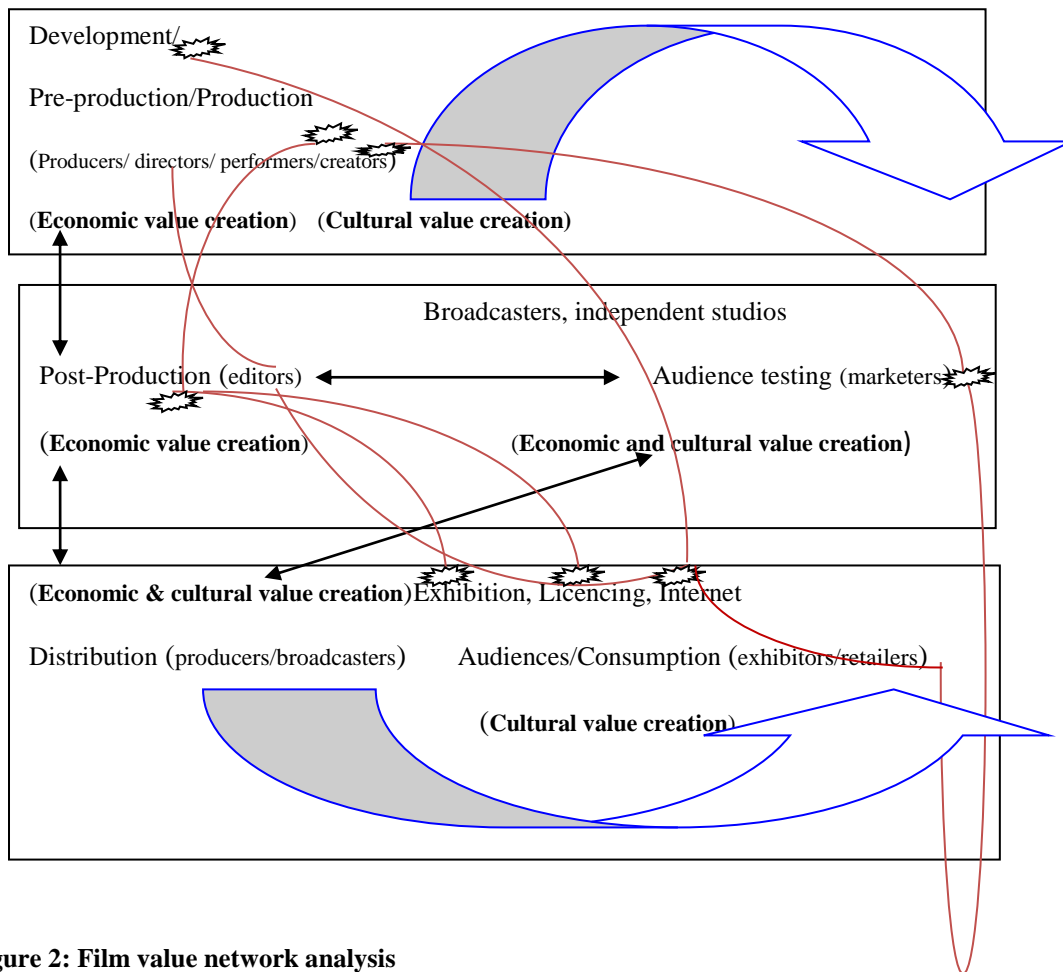 Development/
Pre-production/Production
(Producers/ directors/ performers/creators)
(Economic value creation) (Cultural value creation)
Broadcasters, independent studios
Post-Production (editors) Audience testing (marketers)
(Economic value creation) (Economic and cultural value creation)
(Economic & cultural value creation)Exhibition, Licencing, Internet
Distribution (producers/broadcasters) Audiences/Consumption (exhibitors/retailers)
(Cultural value creation)
gure 2: Film value network analysis